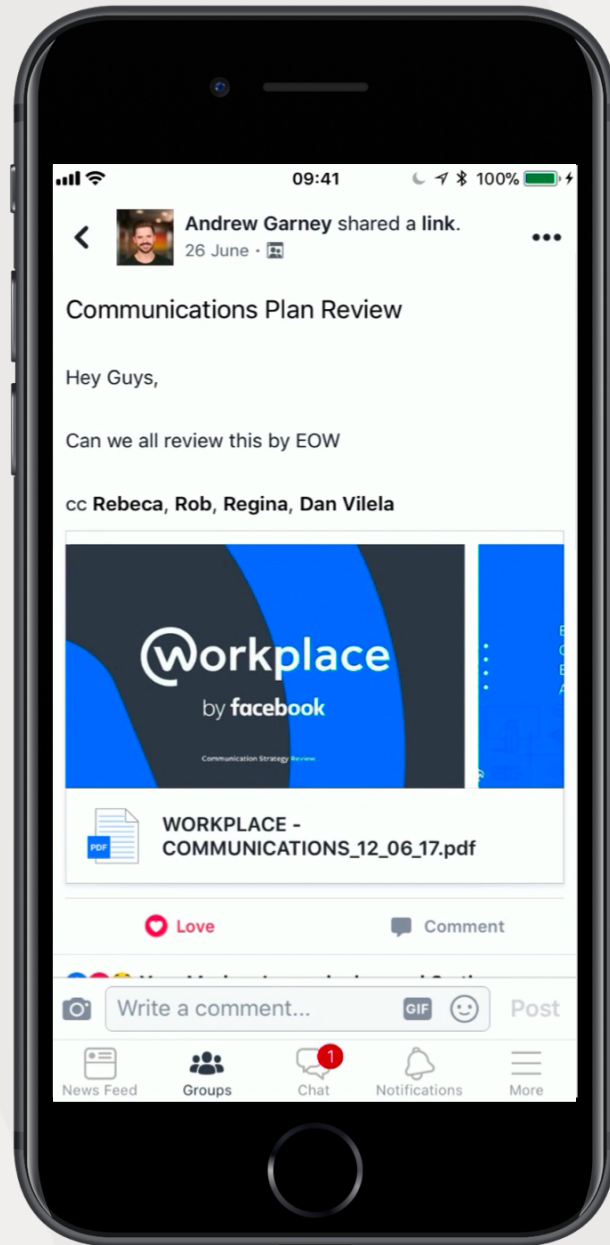 09:41
100%
Andrew Garney shared a link.
26 June ·
Communications Plan Review
Hey Guys,
Can we all review this by EOW
cc Rebeca, Rob, Regina, Dan Vilela
Workplace
by facebook
Communication Strategy Review
PDF
WORKPLACE -
COMMUNICATIONS_12_06_17.pdf
Love
Comment
Write a comment...
GIF
Post
1
News Feed
Groups
Chat
Notifications
More